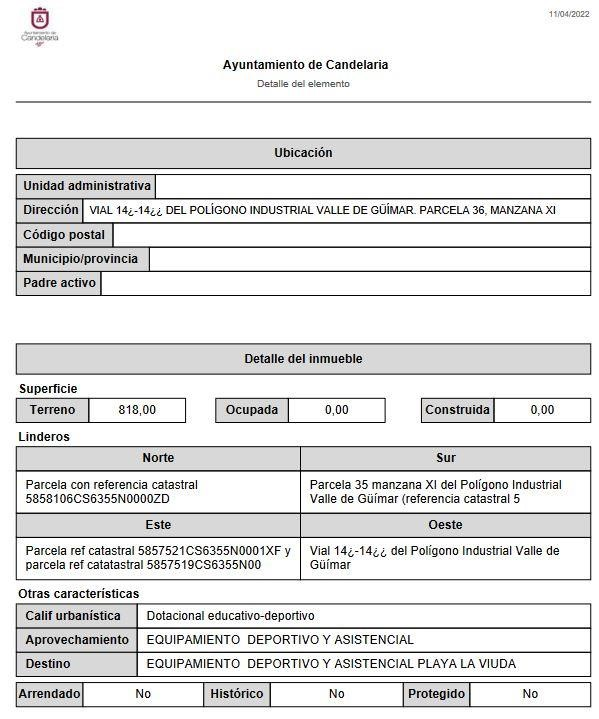 11/04/2022
Ayuntamiento de
Candelaria
Ayuntamiento de Candelaria
Detalle del elemento
Ubicación
Unidad administrativa
Dirección VIAL 14¿-14¿¿ DEL POLÍGONO INDUSTRIAL VALLE DE GÜÍMAR. PARCELA 36, MANZANA XI
Código postal
Municipio/provincia
Padre activo
Detalle del inmueble
Superficie
Terreno 818,00 Ocupada 0,00 Construida 0,00
Linderos
Norte Sur
Parcela con referencia catastral
5858106CS6355N0000ZD
Parcela 35 manzana XI del Polígono Industrial
Valle de Güímar (referencia catastral 5
Este Oeste
Parcela ref catastral 5857521CS6355N0001XF y
parcela ref catatastral 5857519CS6355N00
Vial 14¿-14¿¿ del Polígono Industrial Valle de
Güímar
Otras características
Calif urbanística Dotacional educativo-deportivo
Aprovechamiento EQUIPAMIENTO DEPORTIVO Y ASISTENCIAL
Destino EQUIPAMIENTO DEPORTIVO Y ASISTENCIAL PLAYA LA VIUDA
Arrendado No Histórico No Protegido No